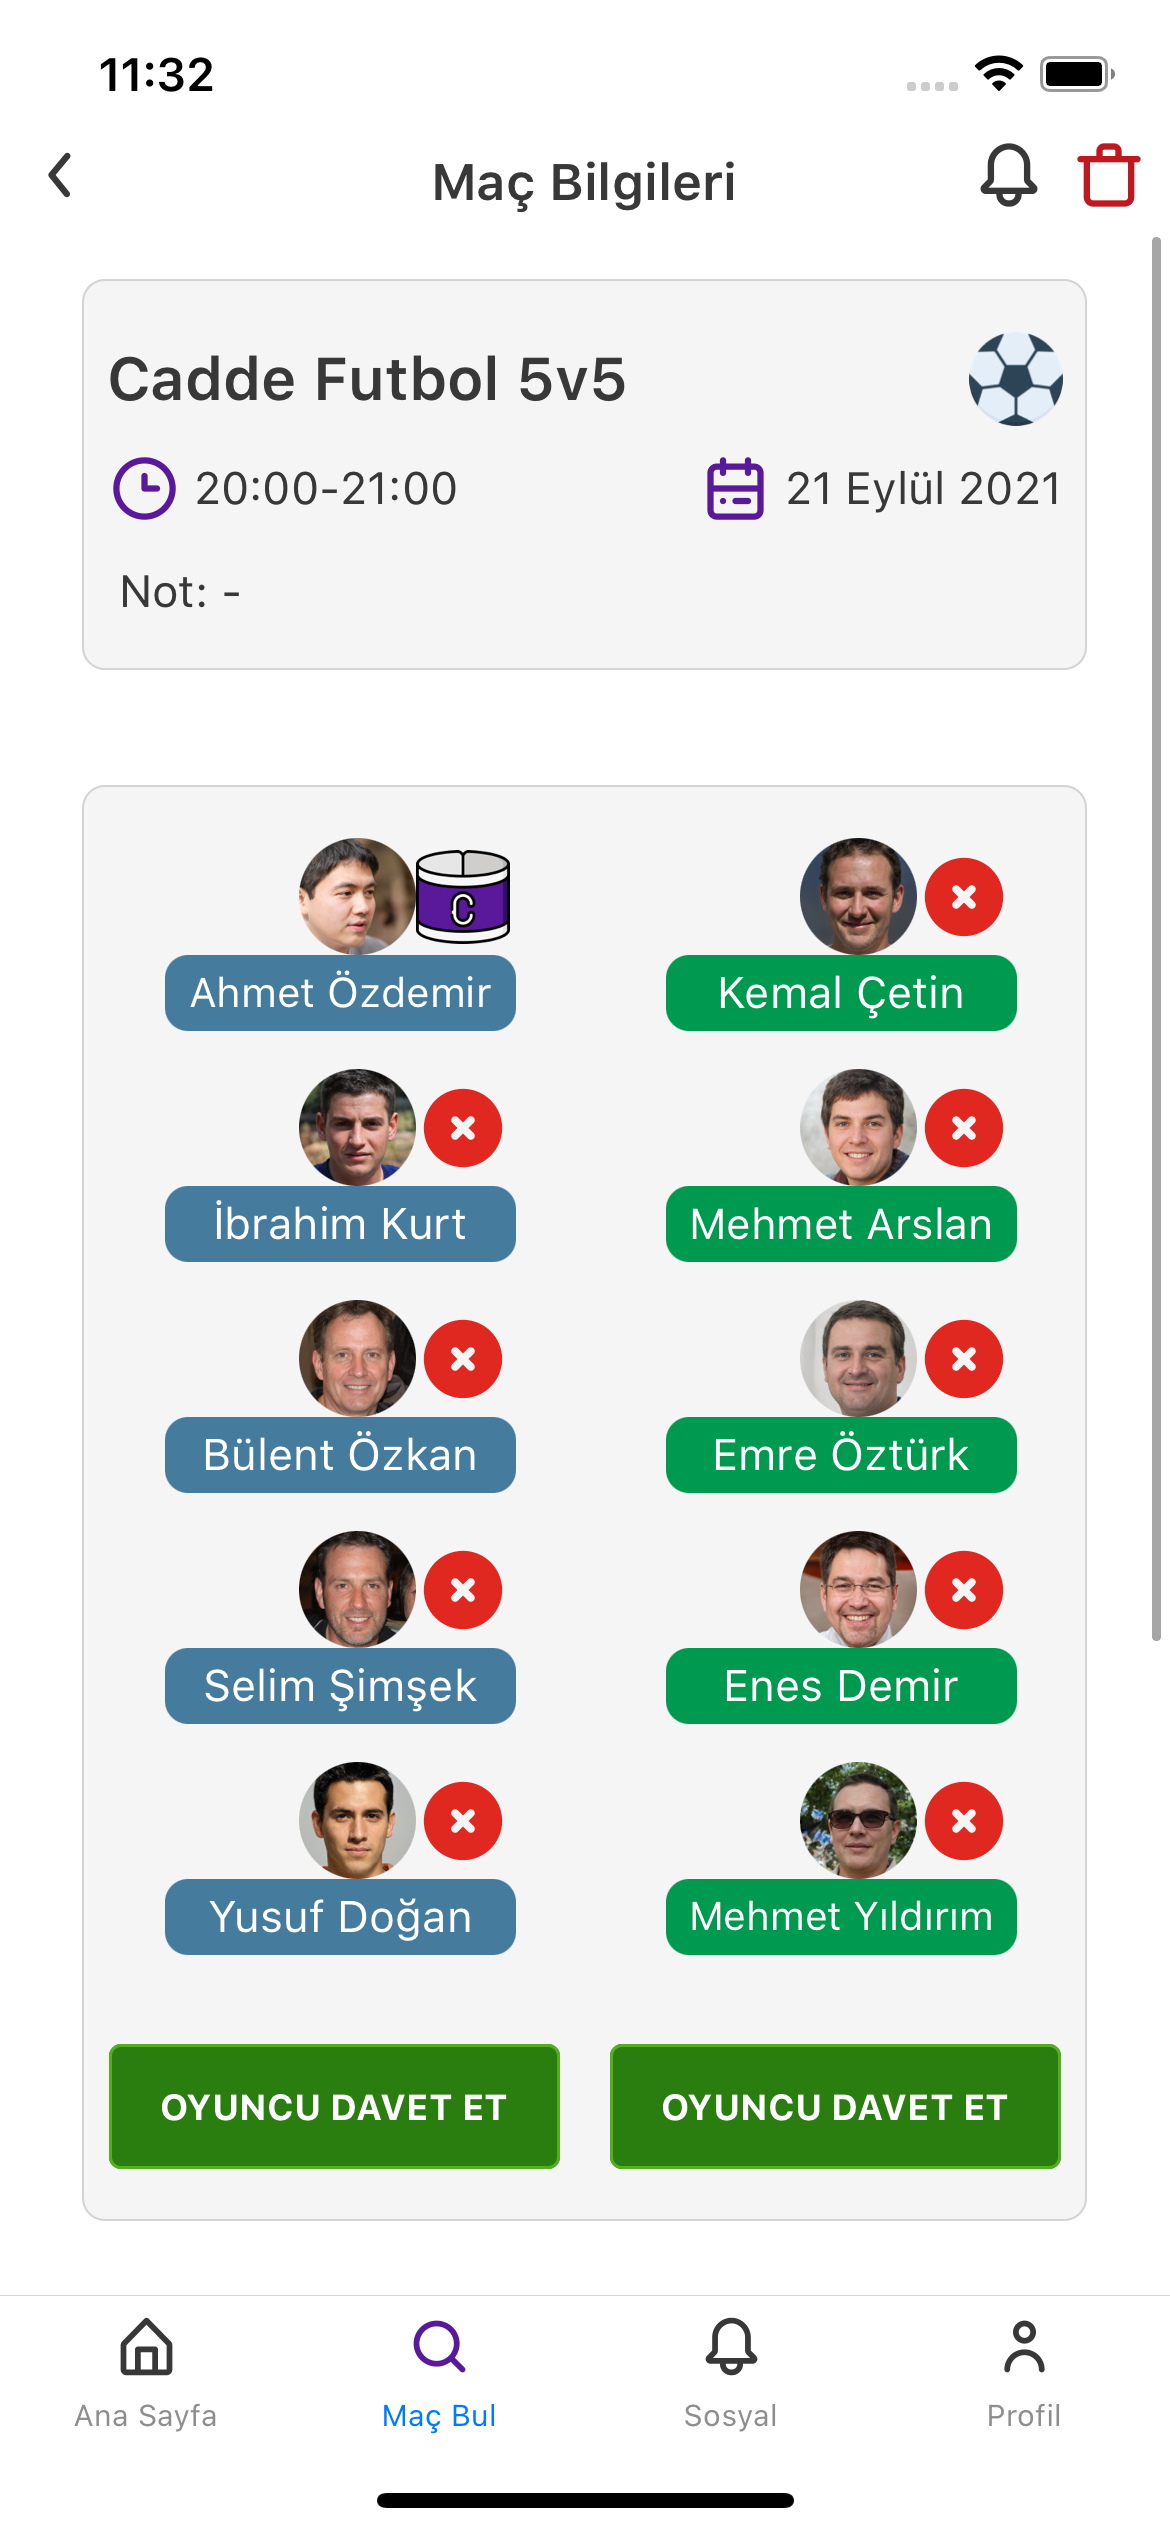 11:32
Maç Bilgileri
Cadde Futbol 5v5
20:00-21:00
21 Eylül 2021
Not: -
C
Ahmet Özdemir
Kemal Çetin
İbrahim Kurt
Mehmet Arslan
Bülent Özkan
Emre Öztürk
Selim Şimşek
Enes Demir
Yusuf Doğan
Mehmet Yıldırım
OYUNCU DAVET ET
OYUNCU DAVET ET
Ana Sayfa
Maç Bul
Sosyal
Profil